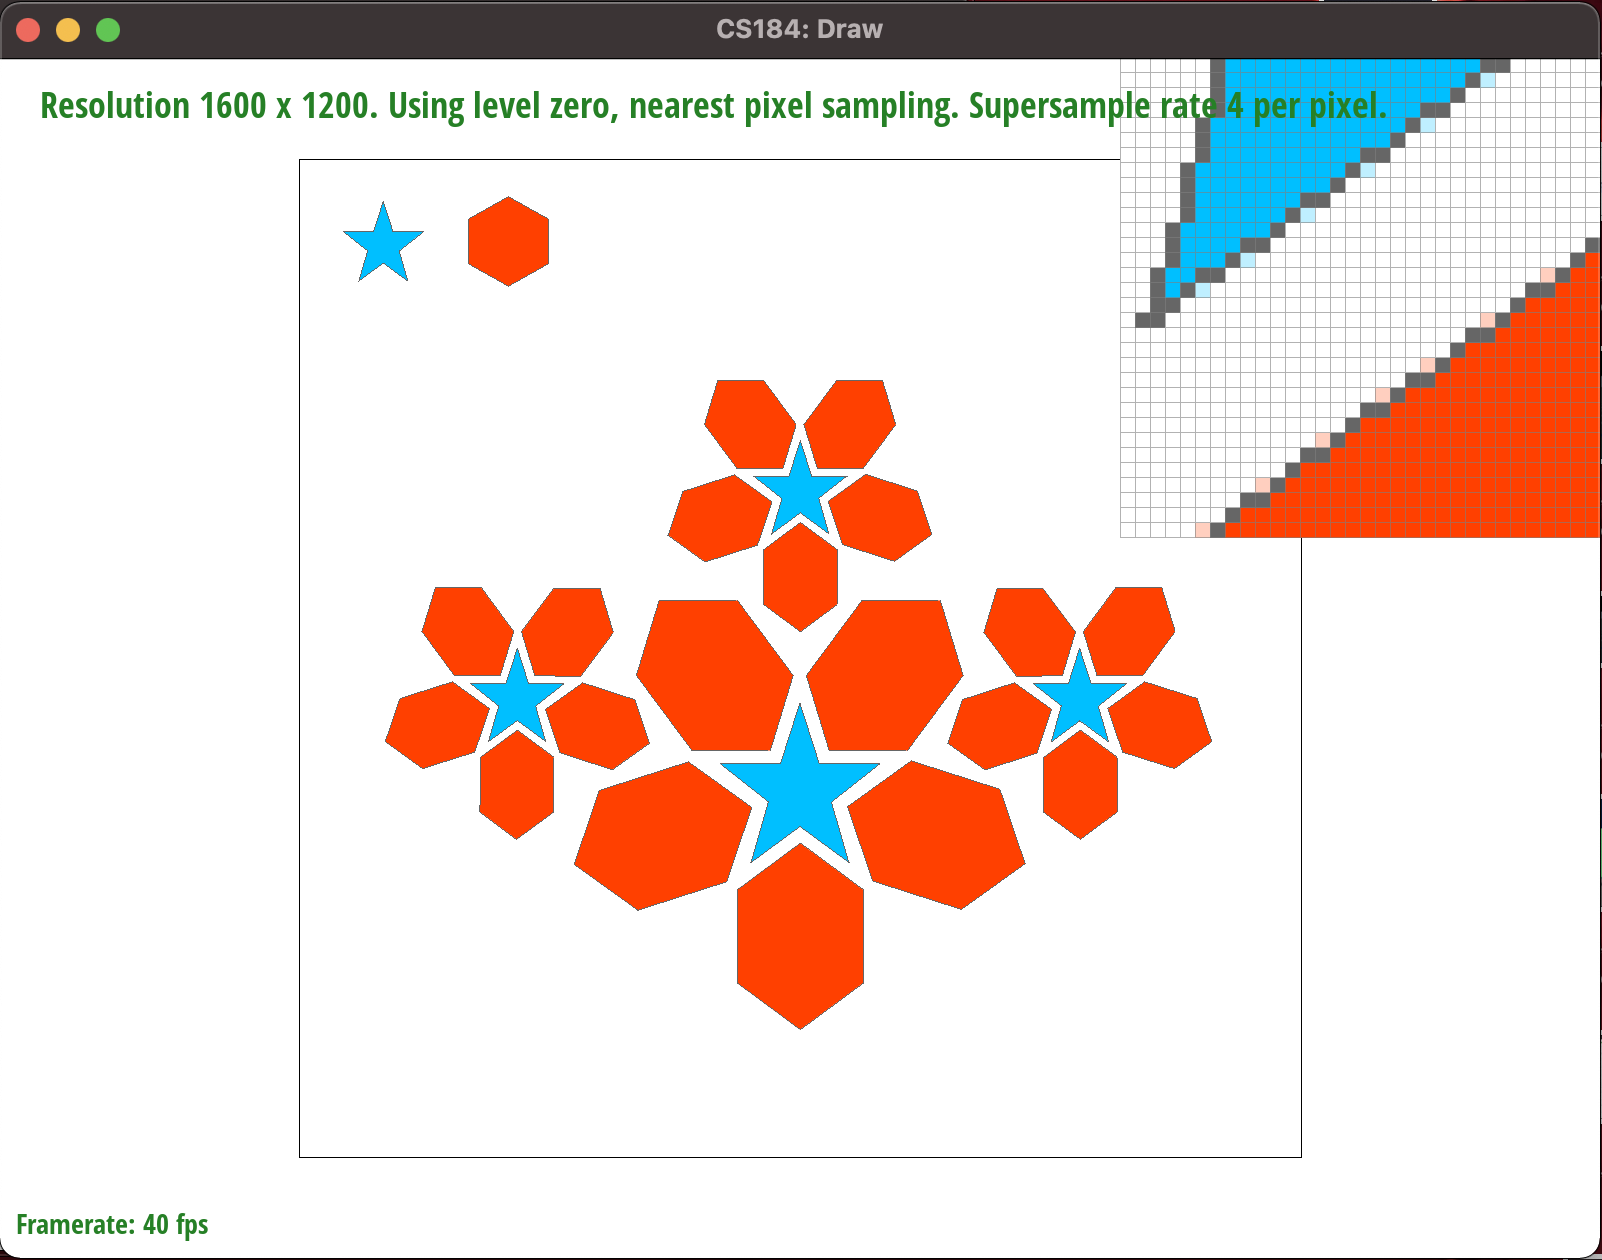 CS184: Draw
Resolution 1600 x 1200. Using level zero, nearest pixel sampling. Supersample rate 4 per pixel.
Framerate: 40 fps